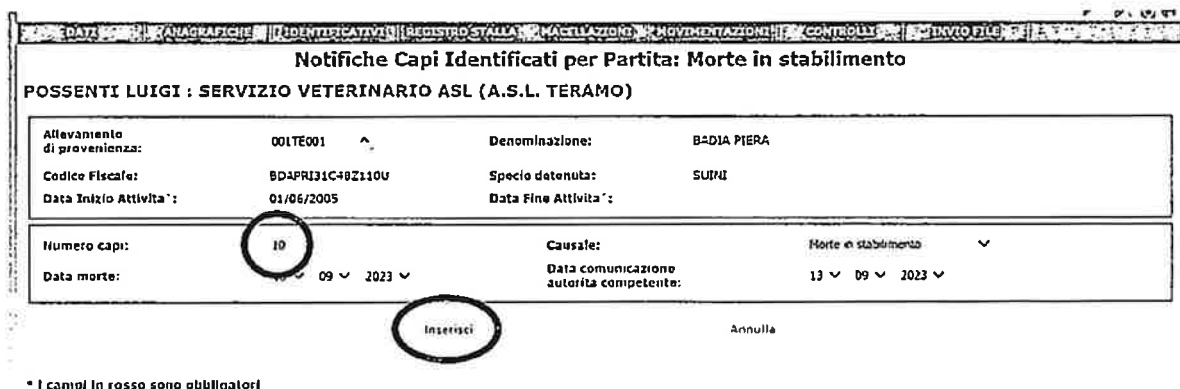 DATI ANAGRAFICHE IDENTIFICATIVI REGISTRO STALLA MACELLAZIONI MOVIMENTAZIONI CONTROLLI INVIO FILE
Notifiche Capi Identificati per Partita: Morte in stabilimento
POSSENTI LUIGI : SERVIZIO VETERINARIO ASL (A.S.L. TERAMO)
Allevamento di provenienza: 001TE001 Denominazione: BADIA PIERA
Codice Fiscale: Specie detenuta: SUINI
Data Inizio Attivita`: 01/06/2005 Data Fine Attivita`:
Numero capi: 10 Causale: Morte in stabilimento
Data morte: 09 2023 Data comunicazione autorita competente: 13 09 2023
Inserisci Annulla
* I campi in rosso sono obbligatori